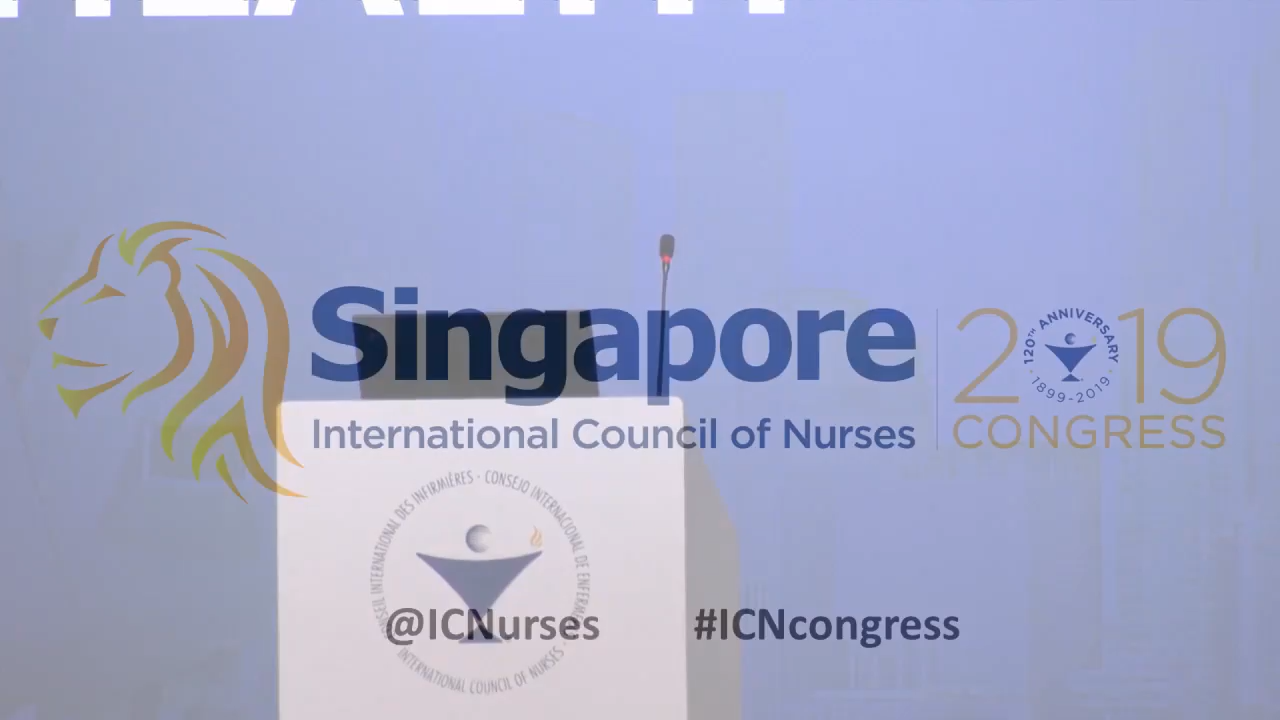 HEALTH
Singapore
International Council of Nurses
2019
CONGRESS
120TH ANNIVERSARY
· 1899-2019 ·
CONSEIL INTERNATIONAL DES INFIRMIÈRES · CONSEJO INTERNACIONAL DE ENFERMERAS
INTERNATIONAL COUNCIL OF NURSES
@ICNurses #ICNcongress